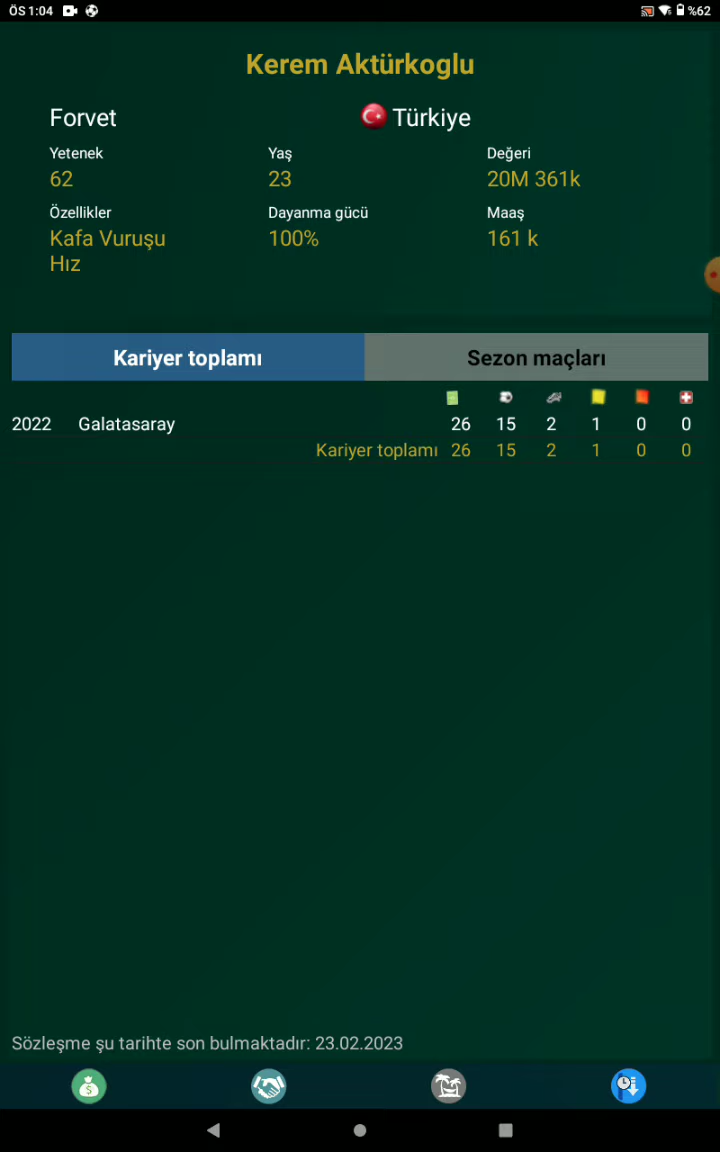 ÖS 1:04 %62
Kerem Aktürkoglu
Forvet Türkiye
Yetenek Yaş Değeri
62 23 20M 361k
Özellikler Dayanma gücü Maaş
Kafa Vuruşu 100% 161 k
Hız
Kariyer toplamı Sezon maçları
2022 Galatasaray 26 15 2 1 0 0
Kariyer toplamı 26 15 2 1 0 0
Sözleşme şu tarihte son bulmaktadır: 23.02.2023